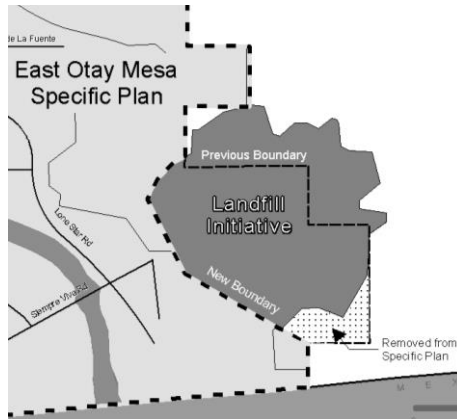 de La Fuente
East Otay Mesa
Specific Plan
Previous Boundary
Landfill
Initiative
Lone Star Rd
New Boundary
Siempre Viva Rd
Removed from
Specific Plan
M E X